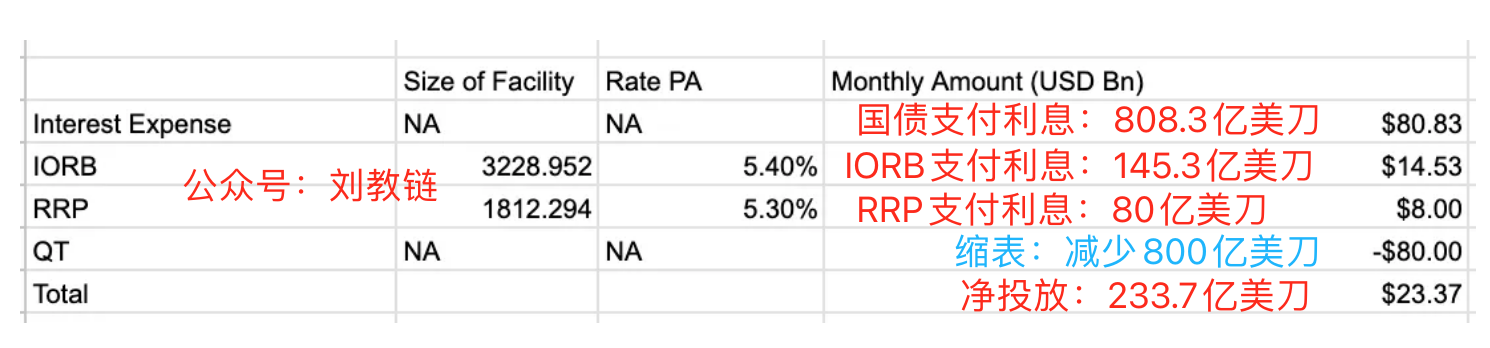 Size of Facility Rate PA Monthly Amount (USD Bn)
Interest Expense NA NA 国债支付利息：808.3亿美刀 $80.83
IORB 3228.952 5.40% IORB支付利息：145.3亿美刀 $14.53
公众号：刘教链
RRP 1812.294 5.30% RRP支付利息：80亿美刀 $8.00
QT NA NA 缩表：减少800亿美刀 -$80.00
Total 净投放：233.7亿美刀 $23.37